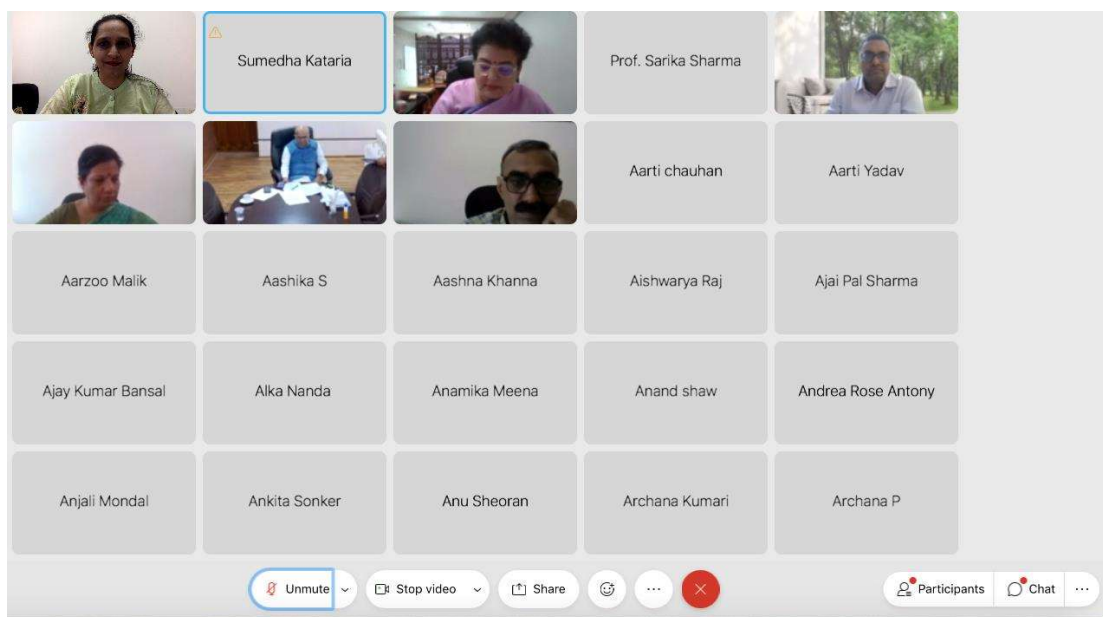 Sumedha Kataria
Prof. Sarika Sharma
Aarti chauhan
Aarti Yadav
Aarzoo Malik
Aashika S
Aashna Khanna
Aishwarya Raj
Ajai Pal Sharma
Ajay Kumar Bansal
Alka Nanda
Anamika Meena
Anand shaw
Andrea Rose Antony
Anjali Mondal
Ankita Sonker
Anu Sheoran
Archana Kumari
Archana P
Unmute
Stop video
Share
Participants
Chat